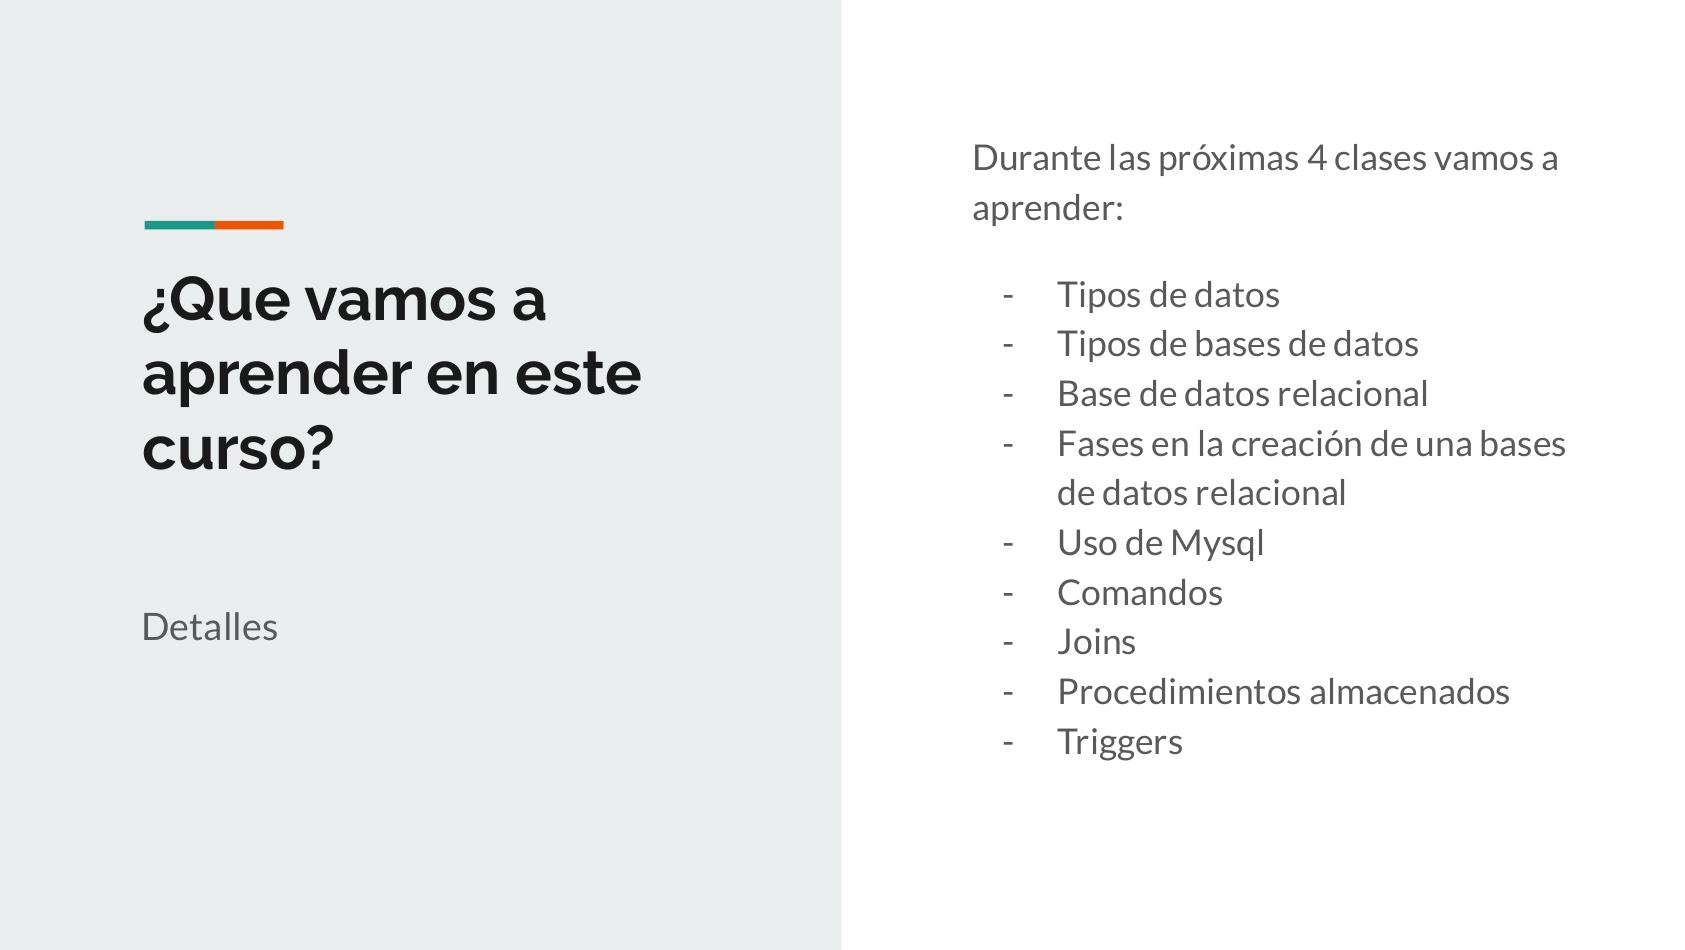 ¿Que vamos a
aprender en este
curso?
Detalles
Durante las próximas 4 clases vamos a
aprender:
- Tipos de datos
- Tipos de bases de datos
- Base de datos relacional
- Fases en la creación de una bases
de datos relacional
- Uso de Mysql
- Comandos
- Joins
- Procedimientos almacenados
- Triggers